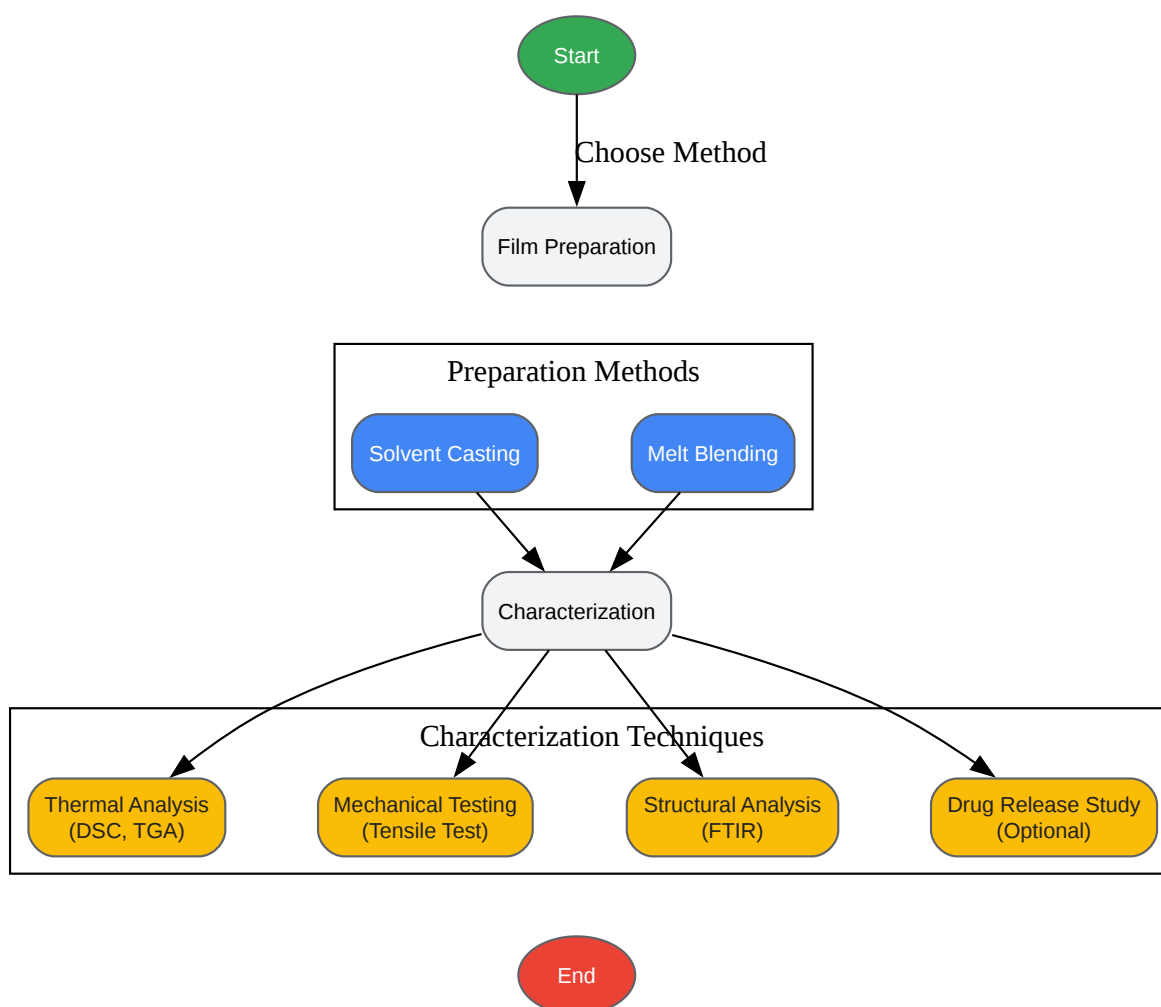 Start
Choose Method
Film Preparation
Preparation Methods
Solvent Casting
Melt Blending
Characterization
Characterization Techniques
Thermal Analysis
(DSC, TGA)
Mechanical Testing
(Tensile Test)
Structural Analysis
(FTIR)
Drug Release Study
(Optional)
End